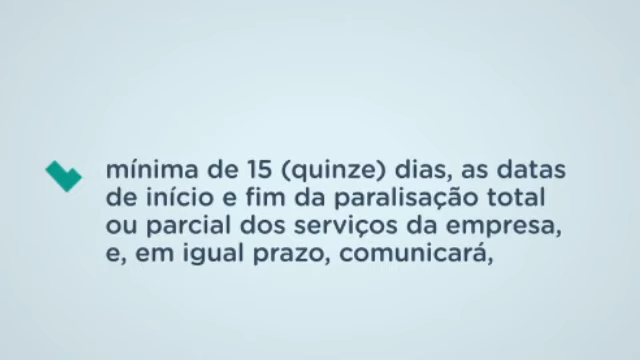 mínima de 15 (quinze) dias, as datas
de início e fim da paralisação total
ou parcial dos serviços da empresa,
e, em igual prazo, comunicará,